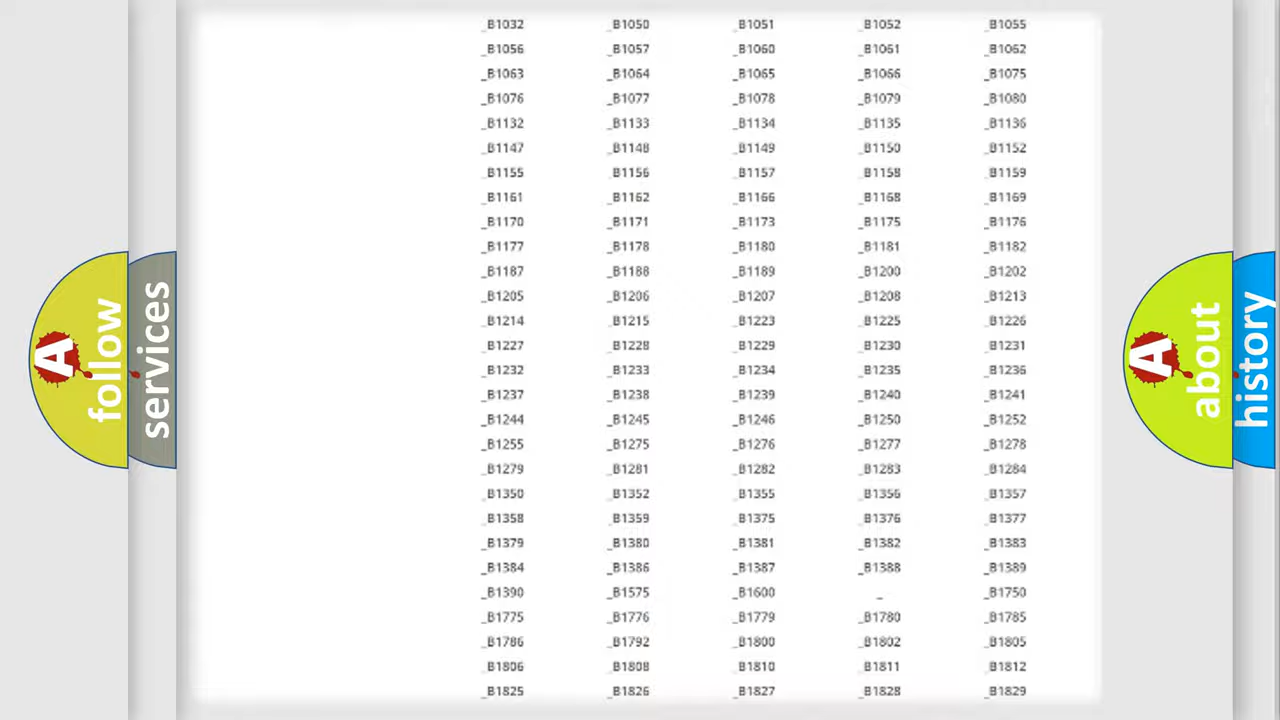 _B1032 _B1050 _B1051 _B1052 _B1055
_B1056 _B1057 _B1060 _B1061 _B1062
_B1063 _B1064 _B1065 _B1066 _B1075
_B1076 _B1077 _B1078 _B1079 _B1080
_B1132 _B1133 _B1134 _B1135 _B1136
_B1147 _B1148 _B1149 _B1150 _B1152
_B1155 _B1156 _B1157 _B1158 _B1159
_B1161 _B1162 _B1166 _B1168 _B1169
_B1170 _B1171 _B1173 _B1175 _B1176
_B1177 _B1178 _B1180 _B1181 _B1182
_B1187 _B1188 _B1189 _B1200 _B1202
_B1205 _B1206 _B1207 _B1208 _B1213
_B1214 _B1215 _B1223 _B1225 _B1226
_B1227 _B1228 _B1229 _B1230 _B1231
_B1232 _B1233 _B1234 _B1235 _B1236
_B1237 _B1238 _B1239 _B1240 _B1241
_B1244 _B1245 _B1246 _B1250 _B1252
_B1255 _B1275 _B1276 _B1277 _B1278
_B1279 _B1281 _B1282 _B1283 _B1284
_B1350 _B1352 _B1355 _B1356 _B1357
_B1358 _B1359 _B1375 _B1376 _B1377
_B1379 _B1380 _B1381 _B1382 _B1383
_B1384 _B1386 _B1387 _B1388 _B1389
_B1390 _B1575 _B1600 _ _B1750
_B1775 _B1776 _B1779 _B1780 _B1785
_B1786 _B1792 _B1800 _B1802 _B1805
_B1806 _B1808 _B1810 _B1811 _B1812
_B1825 _B1826 _B1827 _B1828 _B1829
A
follow
services
A
about
history